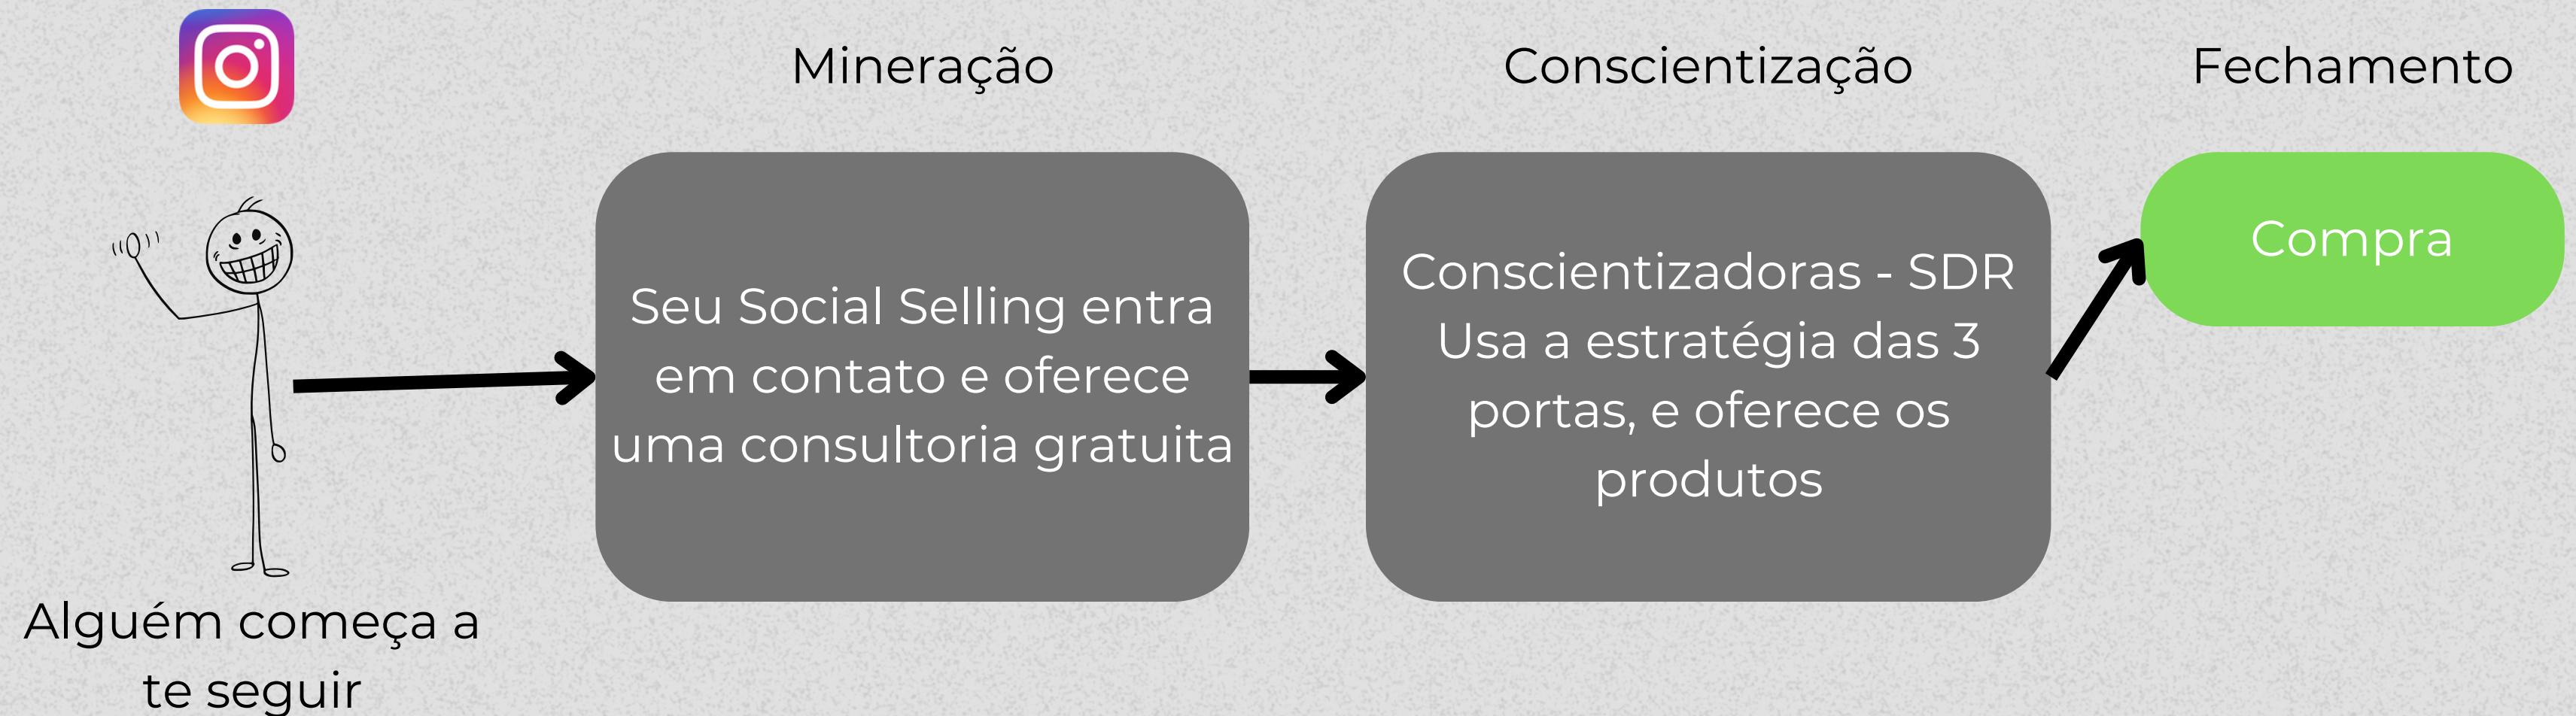 Mineração
Conscientização
Fechamento
Alguém começa a
te seguir
Seu Social Selling entra
em contato e oferece
uma consultoria gratuita
Conscientizadoras - SDR
Usa a estratégia das 3
portas, e oferece os
produtos
Compra